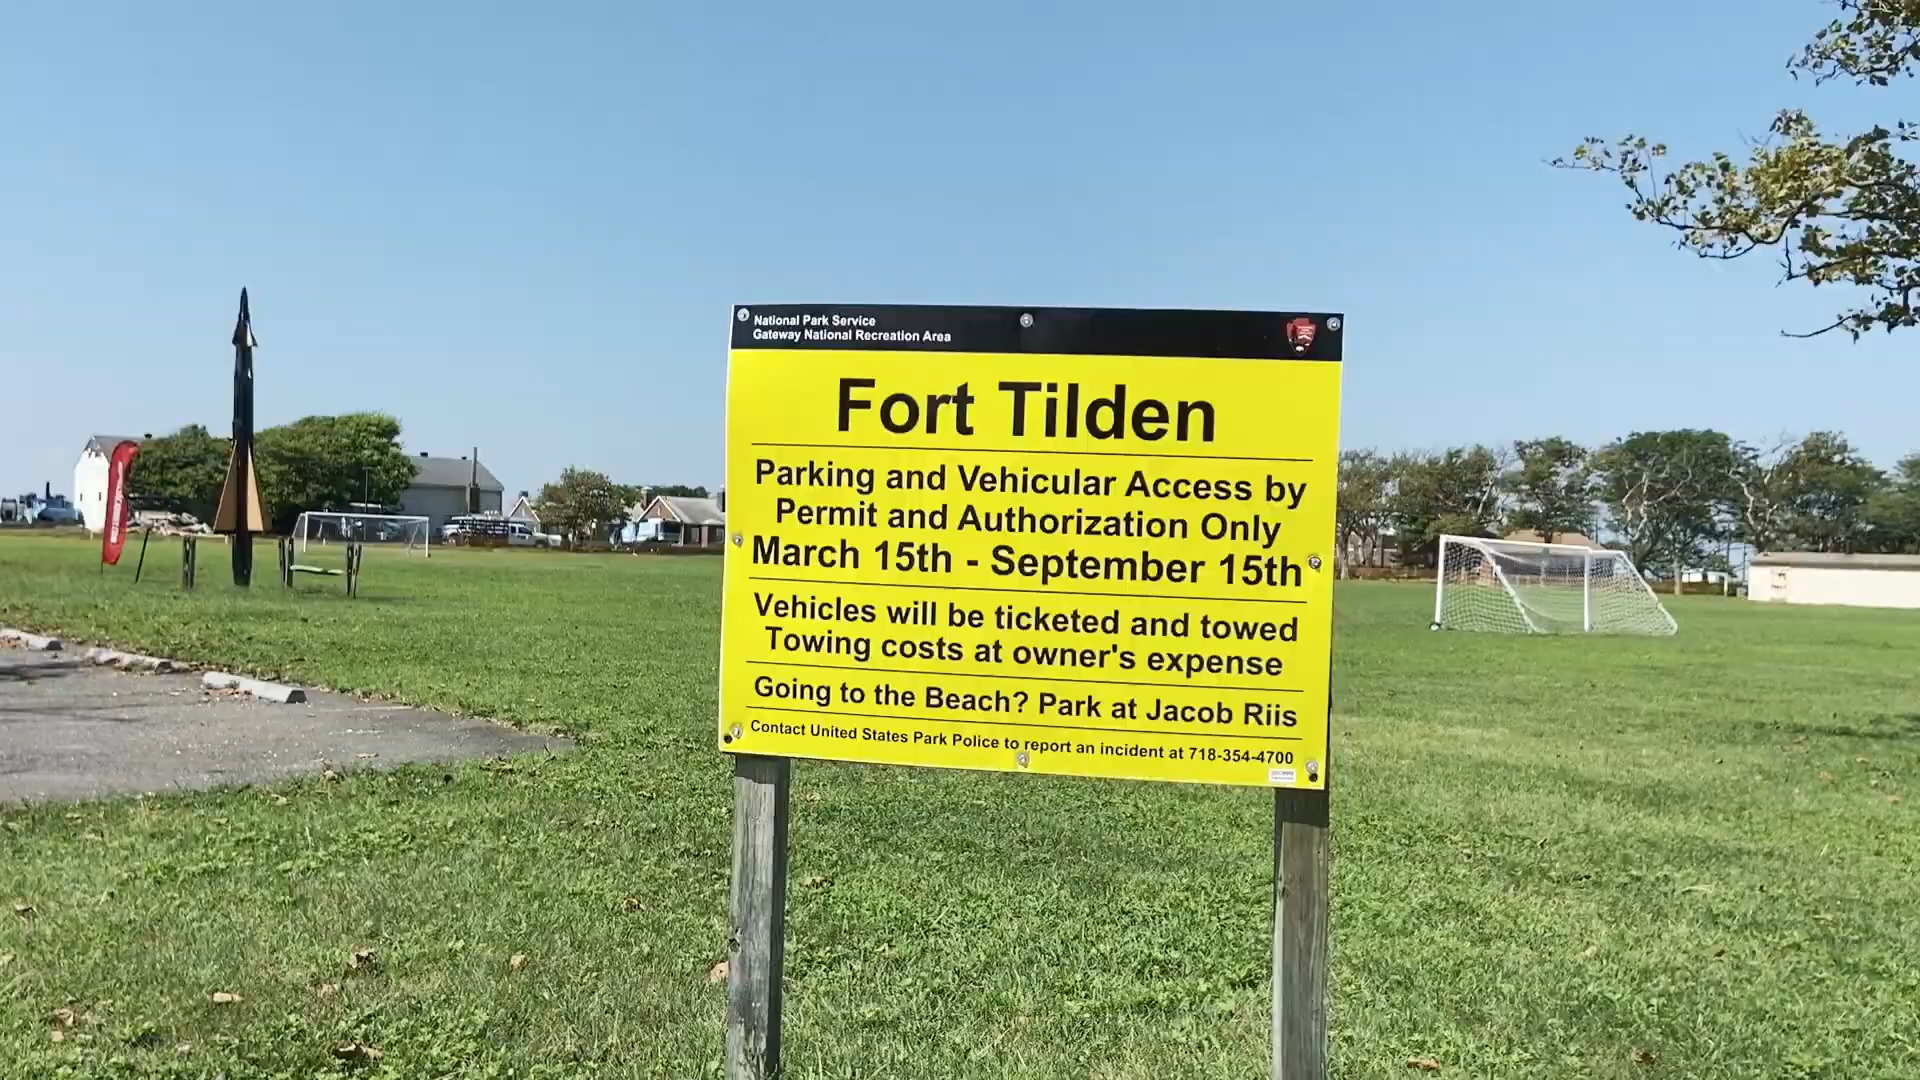 National Park Service
Gateway National Recreation Area
Fort Tilden
Parking and Vehicular Access by
Permit and Authorization Only
March 15th - September 15th
Vehicles will be ticketed and towed
Towing costs at owner's expense
Going to the Beach? Park at Jacob Riis
Contact United States Park Police to report an incident at 718-354-4700